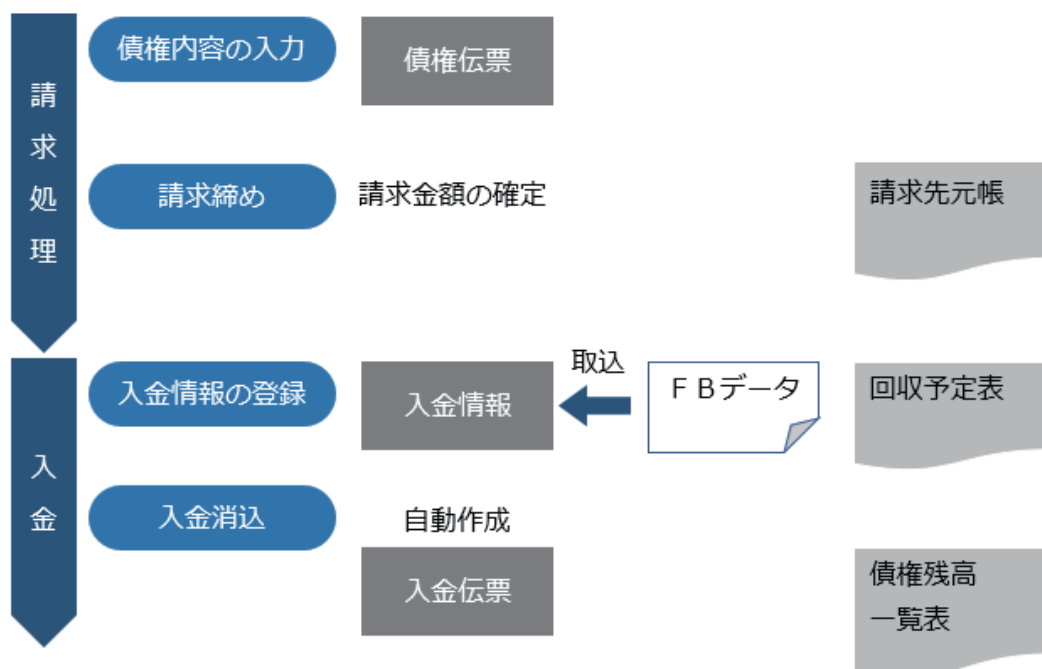 請求処理
債権内容の入力
債権伝票
請求締め
請求金額の確定
請求先元帳
入金
入金情報の登録
入金情報
取込
ＦＢデータ
回収予定表
入金消込
自動作成
入金伝票
債権残高
一覧表